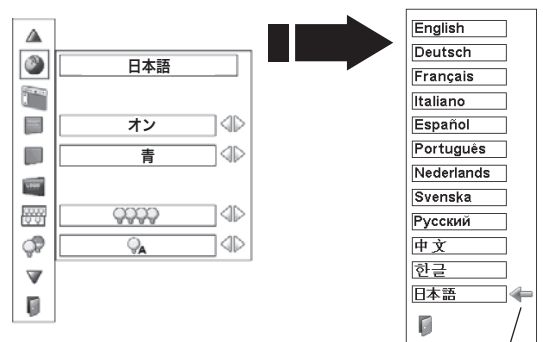 日本語
オン
青
LOGO
A
English
Deutsch
Français
Italiano
Español
Português
Nederlands
Svenska
Русский
中文
한글
日本語